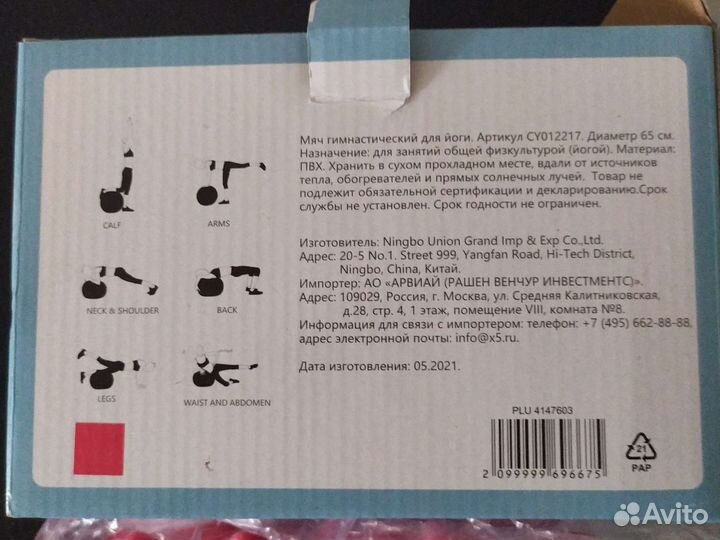 Мяч гимнастический для йоги. Артикул CY012217. Диаметр 65 см.
Назначение: для занятий общей физкультурой (йогой). Материал:
ПВХ. Хранить в сухом прохладном месте, вдали от источников
тепла, обогревателей и прямых солнечных лучей. Товар не
подлежит обязательной сертификации и декларированию.Срок
службы не установлен. Срок годности не ограничен.
Изготовитель: Ningbo Union Grand Imp & Exp Co.,Ltd.
Адрес: 20-5 No.1. Street 999, Yangfan Road, Hi-Tech District,
Ningbo, China, Китай.
Импортер: АО «АРВИАЙ (РАШЕН ВЕНЧУР ИНВЕСТМЕНТС)».
Адрес: 109029, Россия, г. Москва, ул. Средняя Калитниковская,
д.28, стр. 4, 1 этаж, помещение VIII, комната №8.
Информация для связи с импортером: телефон: +7 (495) 662-88-88,
адрес электронной почты: info@x5.ru.
Дата изготовления: 05.2021.
CALF
ARMS
NECK & SHOULDER
BACK
LEGS
WAIST AND ABDOMEN
PLU 4147603
2 099999 696675
21
PAP
Avito